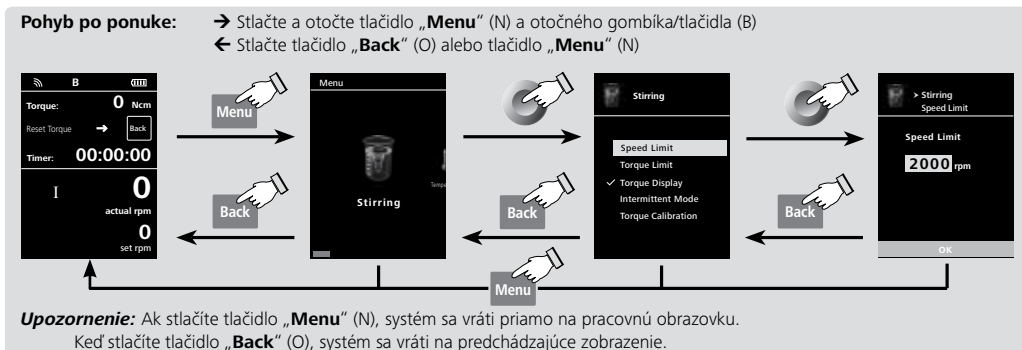 Pohyb po ponuke: → Stlačte a otočte tlačidlo „Menu“ (N) a otočného gombíka/tlačidla (B)
← Stlačte tlačidlo „Back“ (O) alebo tlačidlo „Menu“ (N)
B
Torque: 0 Ncm
Reset Torque → Back
Timer: 00:00:00
I 0
actual rpm
0
set rpm
Menu
Back
Menu
Stirring
Back
Stirring
Speed Limit
Torque Limit
✓ Torque Display
Intermittent Mode
Torque Calibration
Back
> Stirring
Speed Limit
Speed Limit
2000 rpm
OK
Menu
Upozornenie: Ak stlačíte tlačidlo „Menu“ (N), systém sa vráti priamo na pracovnú obrazovku.
Keď stlačíte tlačidlo „Back“ (O), systém sa vráti na predchádzajúce zobrazenie.